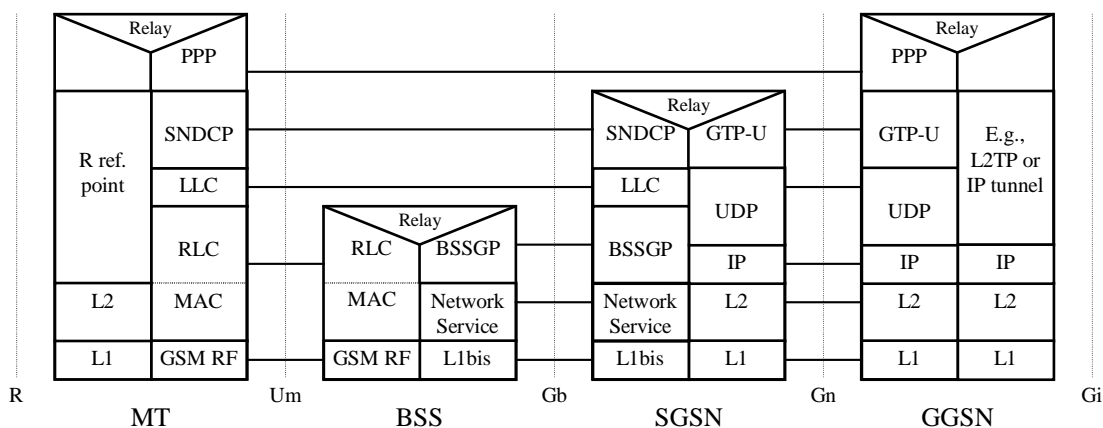 Relay
PPP
SNDCP
R ref.
point
LLC
RLC
L2
MAC
L1
GSM RF
Relay
RLC
BSSGP
MAC
Network
Service
GSM RF
L1bis
Relay
SNDCP
GTP-U
LLC
UDP
BSSGP
IP
Network
Service
L2
L1bis
L1
Relay
PPP
GTP-U
E.g.,
L2TP or
IP tunnel
UDP
IP
IP
L2
L2
L1
L1
R
Um
Gb
Gn
Gi
MT
BSS
SGSN
GGSN